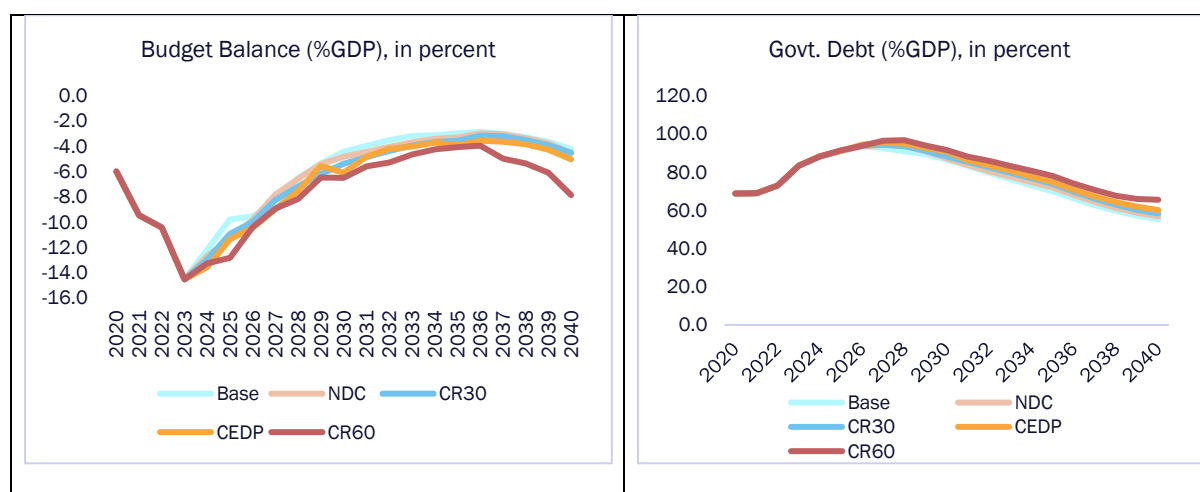 Budget Balance (%GDP), in percent
0.0
-2.0
-4.0
-6.0
-8.0
-10.0
-12.0
-14.0
-16.0
2020 2021 2022 2023 2024 2025 2026 2027 2028 2029 2030 2031 2032 2033 2034 2035 2036 2037 2038 2039 2040
Base NDC CR30
CEDP CR60
Govt. Debt (%GDP), in percent
120.0
100.0
80.0
60.0
40.0
20.0
0.0
2020 2022 2024 2026 2028 2030 2032 2034 2036 2038 2040
Base NDC
CR30 CEDP
CR60